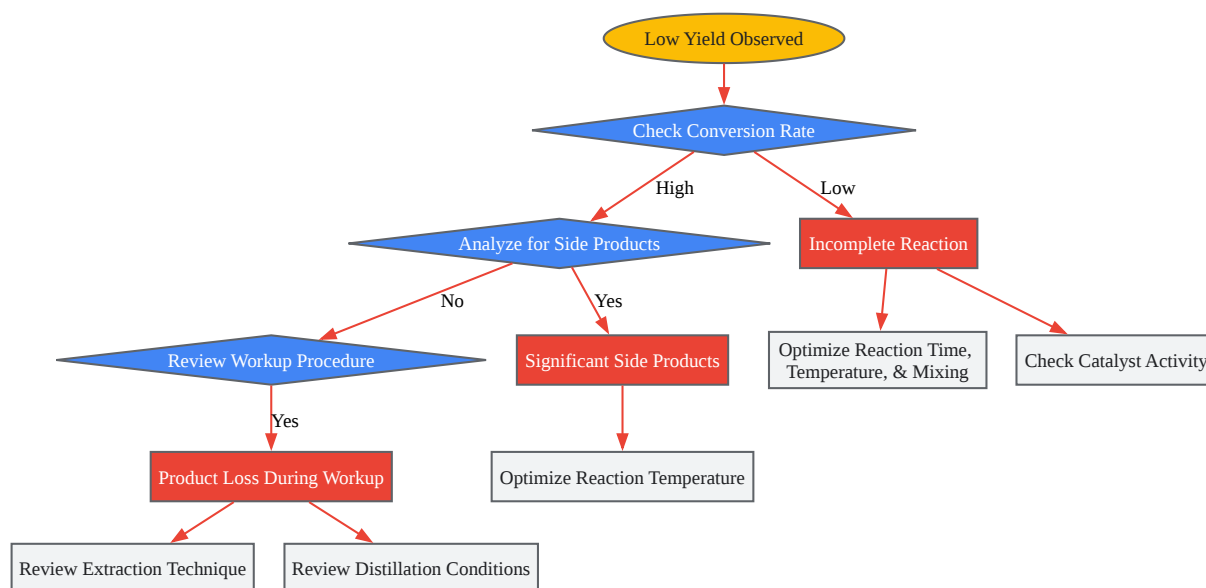 Low Yield Observed
Check Conversion Rate
High
Low
Analyze for Side Products
Incomplete Reaction
No
Yes
Review Workup Procedure
Significant Side Products
Optimize Reaction Time,
Temperature, & Mixing
Check Catalyst Activity
Yes
Product Loss During Workup
Optimize Reaction Temperature
Review Extraction Technique
Review Distillation Conditions